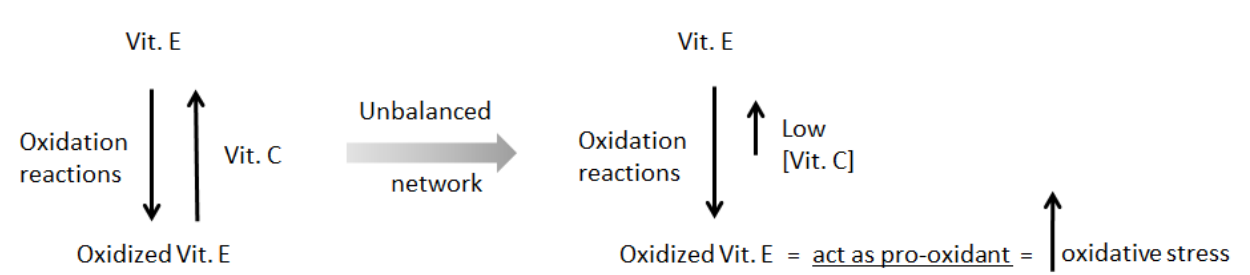 Vit. E
Oxidation
reactions
Vit. C
Oxidized Vit. E
Unbalanced
network
Vit. E
Oxidation
reactions
Low
[Vit. C]
Oxidized Vit. E = act as pro-oxidant = oxidative stress